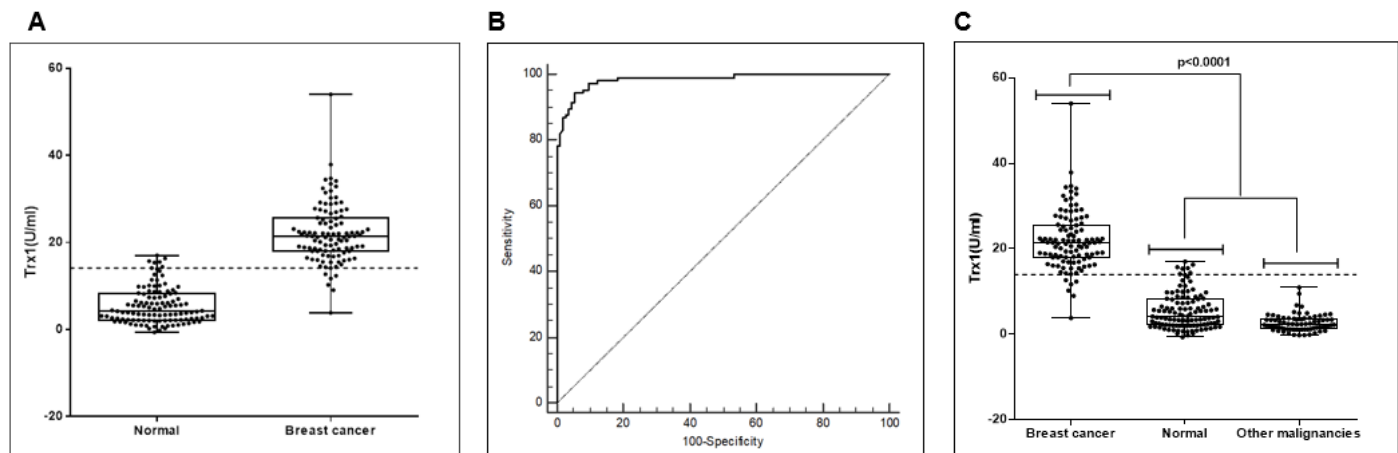 A
B
C
60
40
20
0
-20
Trx1(U/ml)
Normal
Breast cancer
100
80
60
40
20
0
Sensitivity
0
20
40
60
80
100
100-Specificity
p<0.0001
60
40
20
0
-20
Trx1(U/ml)
Breast cancer
Normal
Other malignancies